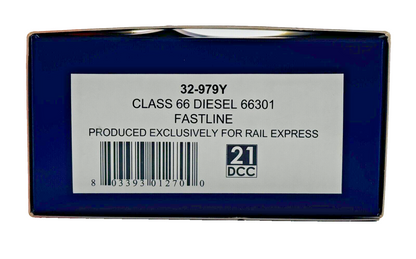 32-979Y
CLASS 66 DIESEL 66301
FASTLINE
PRODUCED EXCLUSIVELY FOR RAIL EXPRESS
21
DCC
8 03393 01270 0